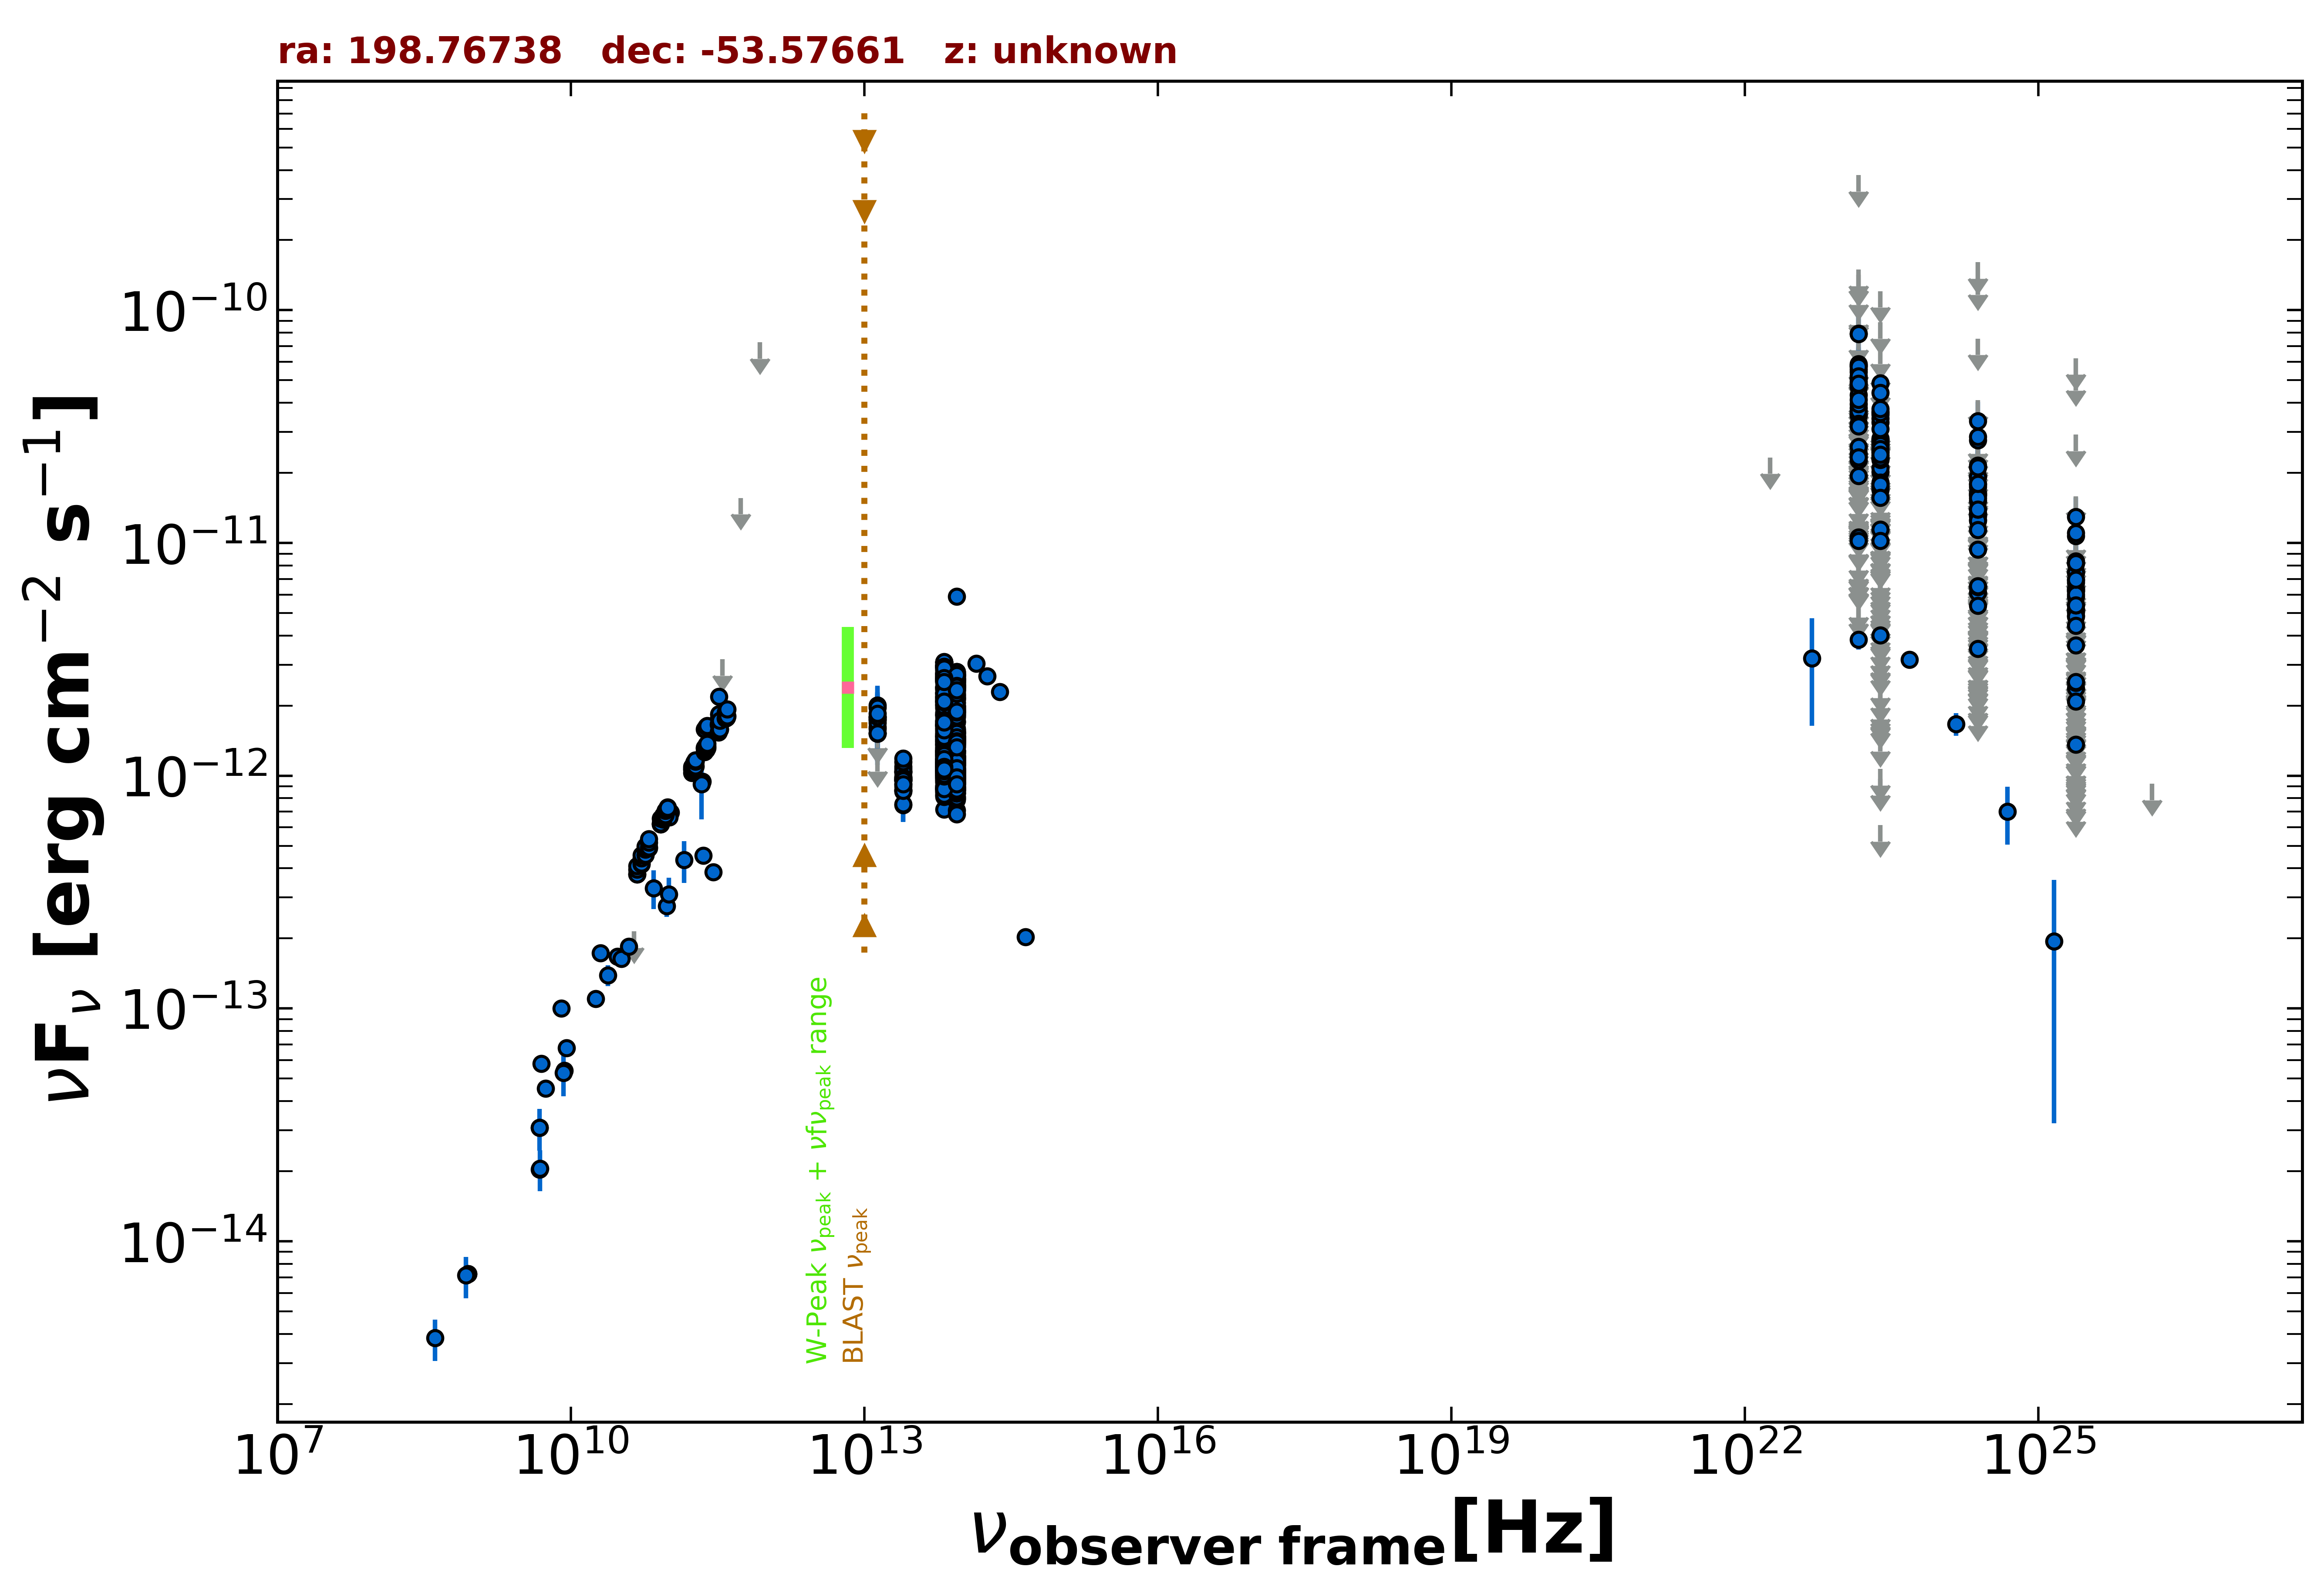 ra: 198.76738   dec: -53.57661   z: unknown
νFν [erg cm−2 s−1]
10−10
10−11
10−12
10−13
10−14
W-Peak νpeak + νfνpeak range
BLAST νpeak
107 1010 1013 1016 1019 1022 1025
νobserver frame[Hz]